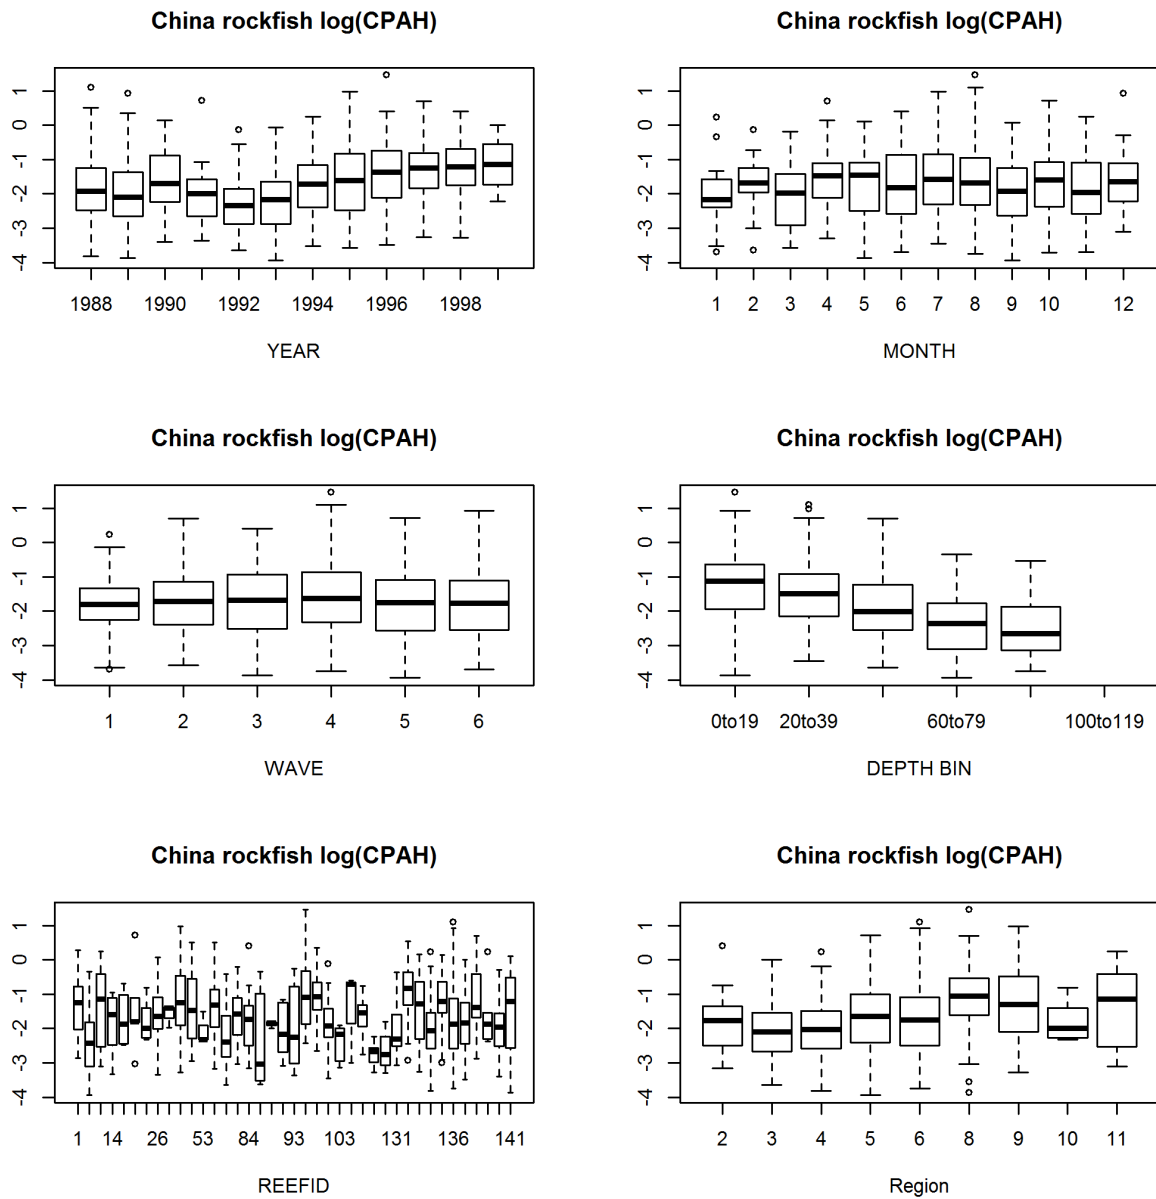 China rockfish log(CPAH)
1
0
-1
-2
-3
-4
1988 1990 1992 1994 1996 1998
YEAR
China rockfish log(CPAH)
1
0
-1
-2
-3
-4
1 2 3 4 5 6 7 8 9 10 12
MONTH
China rockfish log(CPAH)
1
0
-1
-2
-3
-4
1 2 3 4 5 6
WAVE
China rockfish log(CPAH)
1
0
-1
-2
-3
-4
0to19 20to39 60to79 100to119
DEPTH BIN
China rockfish log(CPAH)
1
0
-1
-2
-3
-4
1 14 26 53 84 93 103 131 136 141
REEFID
China rockfish log(CPAH)
1
0
-1
-2
-3
-4
2 3 4 5 6 8 9 10 11
Region